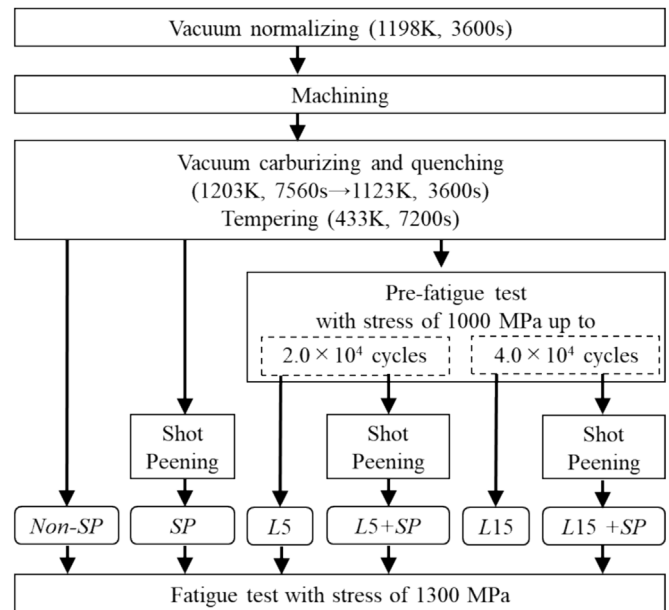 Vacuum normalizing (1198K, 3600s)
Machining
Vacuum carburizing and quenching
(1203K, 7560s→1123K, 3600s)
Tempering (433K, 7200s)
Pre-fatigue test
with stress of 1000 MPa up to
2.0 × 10⁴ cycles
4.0 × 10⁴ cycles
Shot
Peening
Shot
Peening
Shot
Peening
Non-SP
SP
L5
L5+SP
L15
L15 +SP
Fatigue test with stress of 1300 MPa